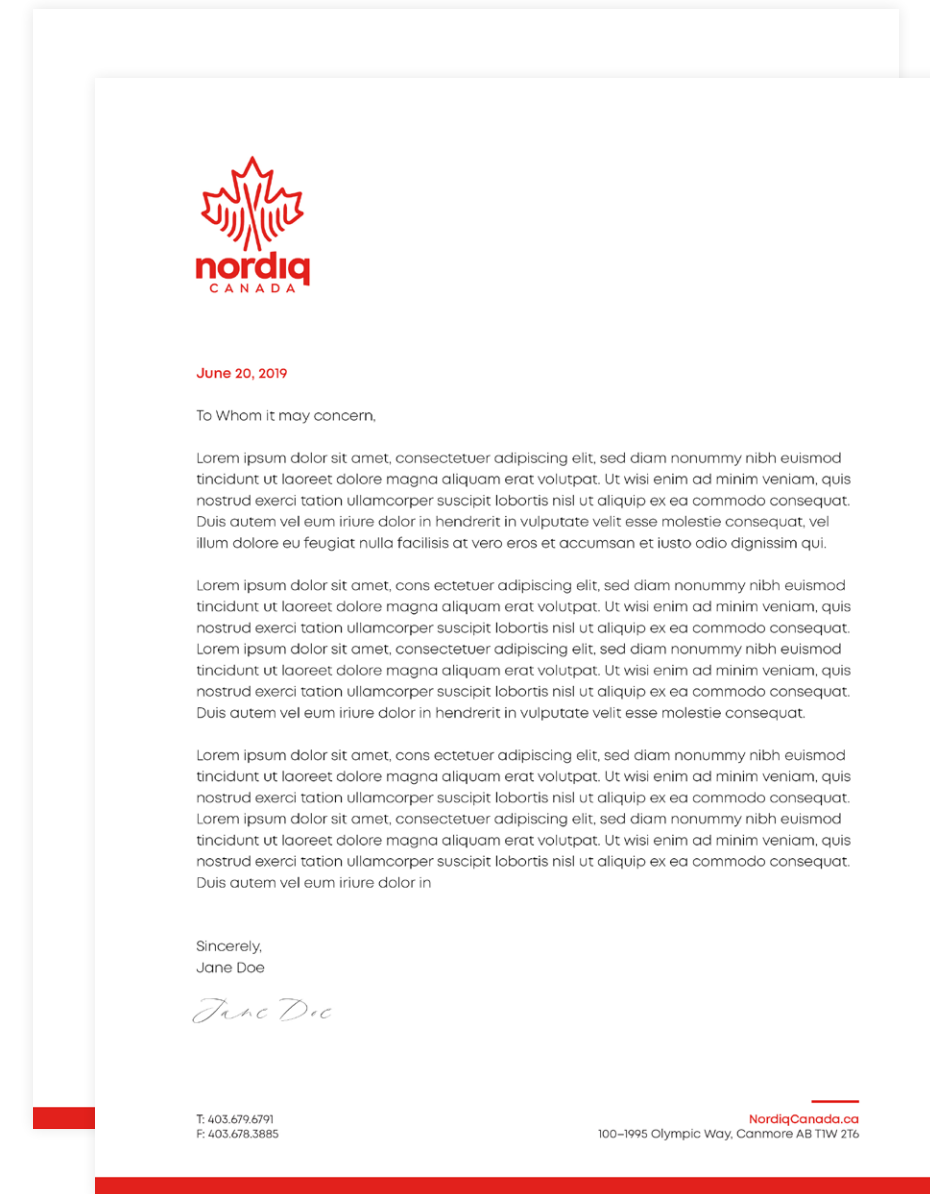 nordiq
CANADA
June 20, 2019
To Whom it may concern,
Lorem ipsum dolor sit amet, consectetuer adipiscing elit, sed diam nonummy nibh euismod
tincidunt ut laoreet dolore magna aliquam erat volutpat. Ut wisi enim ad minim veniam, quis
nostrud exerci tation ullamcorper suscipit lobortis nisl ut aliquip ex ea commodo consequat.
Duis autem vel eum iriure dolor in hendrerit in vulputate velit esse molestie consequat, vel
illum dolore eu feugiat nulla facilisis at vero eros et accumsan et iusto odio dignissim qui.
Lorem ipsum dolor sit amet, cons ectetuer adipiscing elit, sed diam nonummy nibh euismod
tincidunt ut laoreet dolore magna aliquam erat volutpat. Ut wisi enim ad minim veniam, quis
nostrud exerci tation ullamcorper suscipit lobortis nisl ut aliquip ex ea commodo consequat.
Lorem ipsum dolor sit amet, consectetuer adipiscing elit, sed diam nonummy nibh euismod
tincidunt ut laoreet dolore magna aliquam erat volutpat. Ut wisi enim ad minim veniam, quis
nostrud exerci tation ullamcorper suscipit lobortis nisl ut aliquip ex ea commodo consequat.
Duis autem vel eum iriure dolor in hendrerit in vulputate velit esse molestie consequat.
Lorem ipsum dolor sit amet, cons ectetuer adipiscing elit, sed diam nonummy nibh euismod
tincidunt ut laoreet dolore magna aliquam erat volutpat. Ut wisi enim ad minim veniam, quis
nostrud exerci tation ullamcorper suscipit lobortis nisl ut aliquip ex ea commodo consequat.
Lorem ipsum dolor sit amet, consectetuer adipiscing elit, sed diam nonummy nibh euismod
tincidunt ut laoreet dolore magna aliquam erat volutpat. Ut wisi enim ad minim veniam, quis
nostrud exerci tation ullamcorper suscipit lobortis nisl ut aliquip ex ea commodo consequat.
Duis autem vel eum iriure dolor in
Sincerely,
Jane Doe
Jane Doe
T: 403.679.6791
F: 403.678.3885
NordiqCanada.ca
100–1995 Olympic Way, Canmore AB T1W 2T6